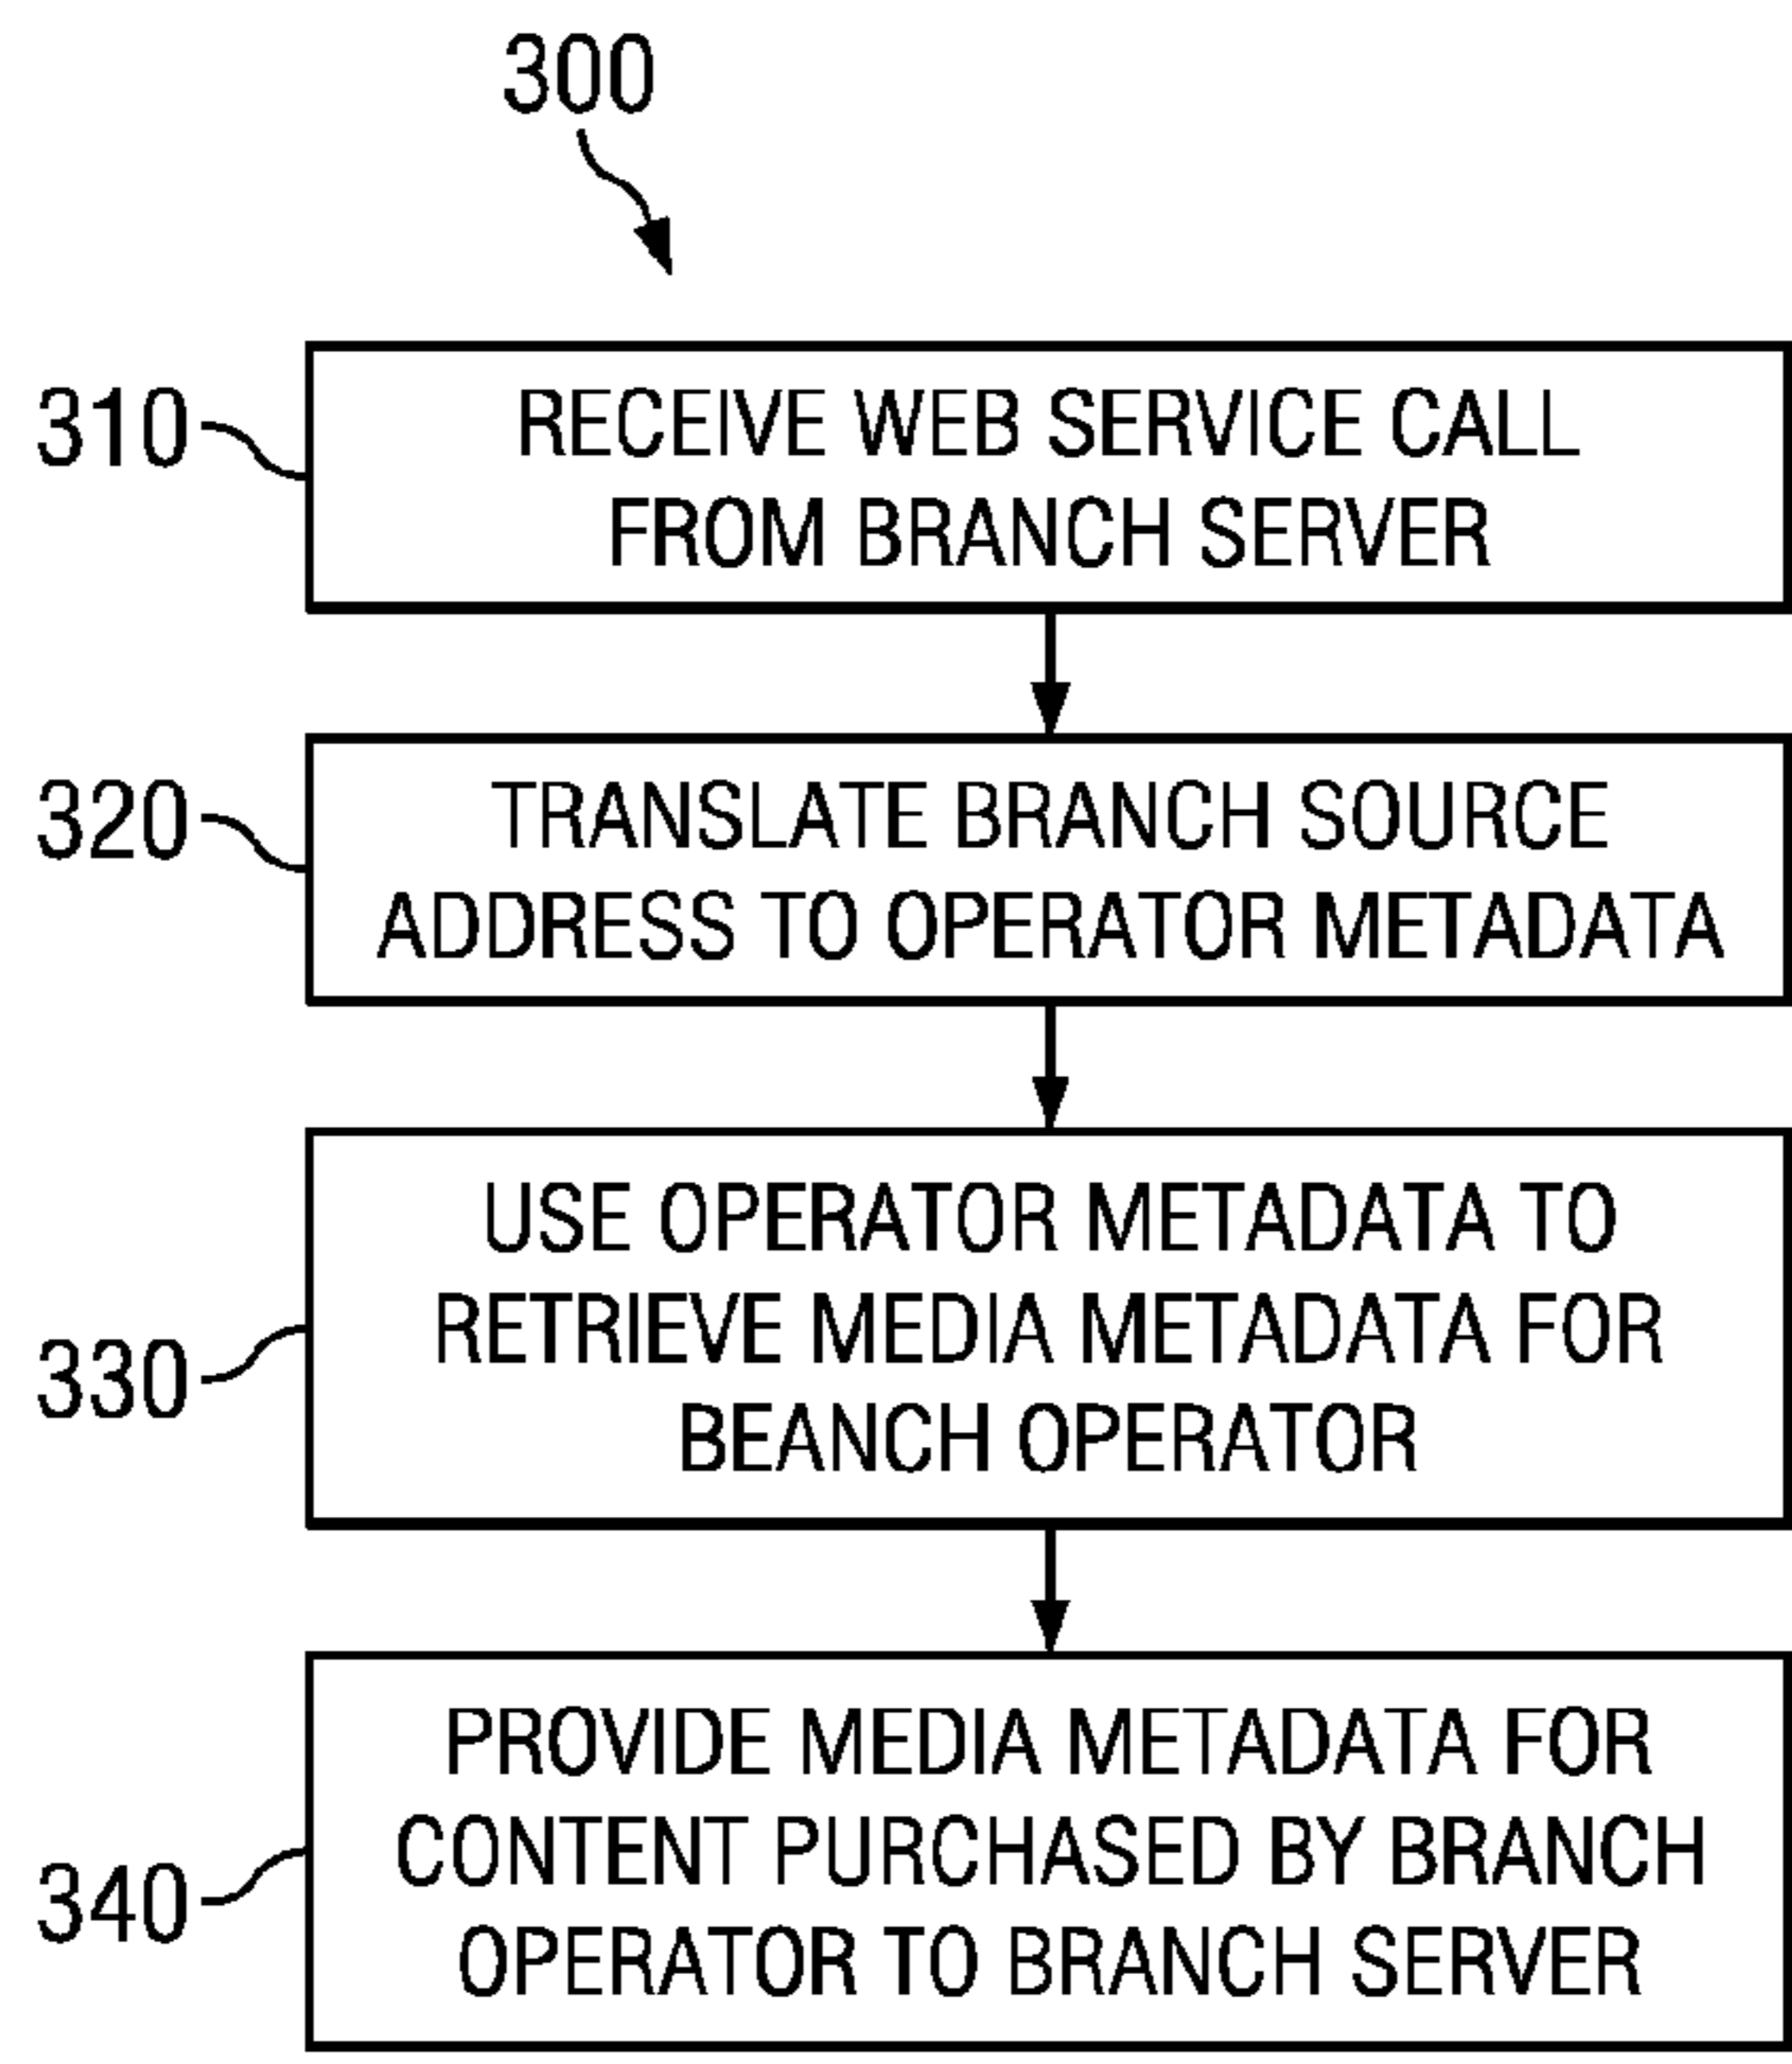 300
310
RECEIVE WEB SERVICE CALL
FROM BRANCH SERVER
320
TRANSLATE BRANCH SOURCE
ADDRESS TO OPERATOR METADATA
330
USE OPERATOR METADATA TO
RETRIEVE MEDIA METADATA FOR
BEANCH OPERATOR
340
PROVIDE MEDIA METADATA FOR
CONTENT PURCHASED BY BRANCH
OPERATOR TO BRANCH SERVER